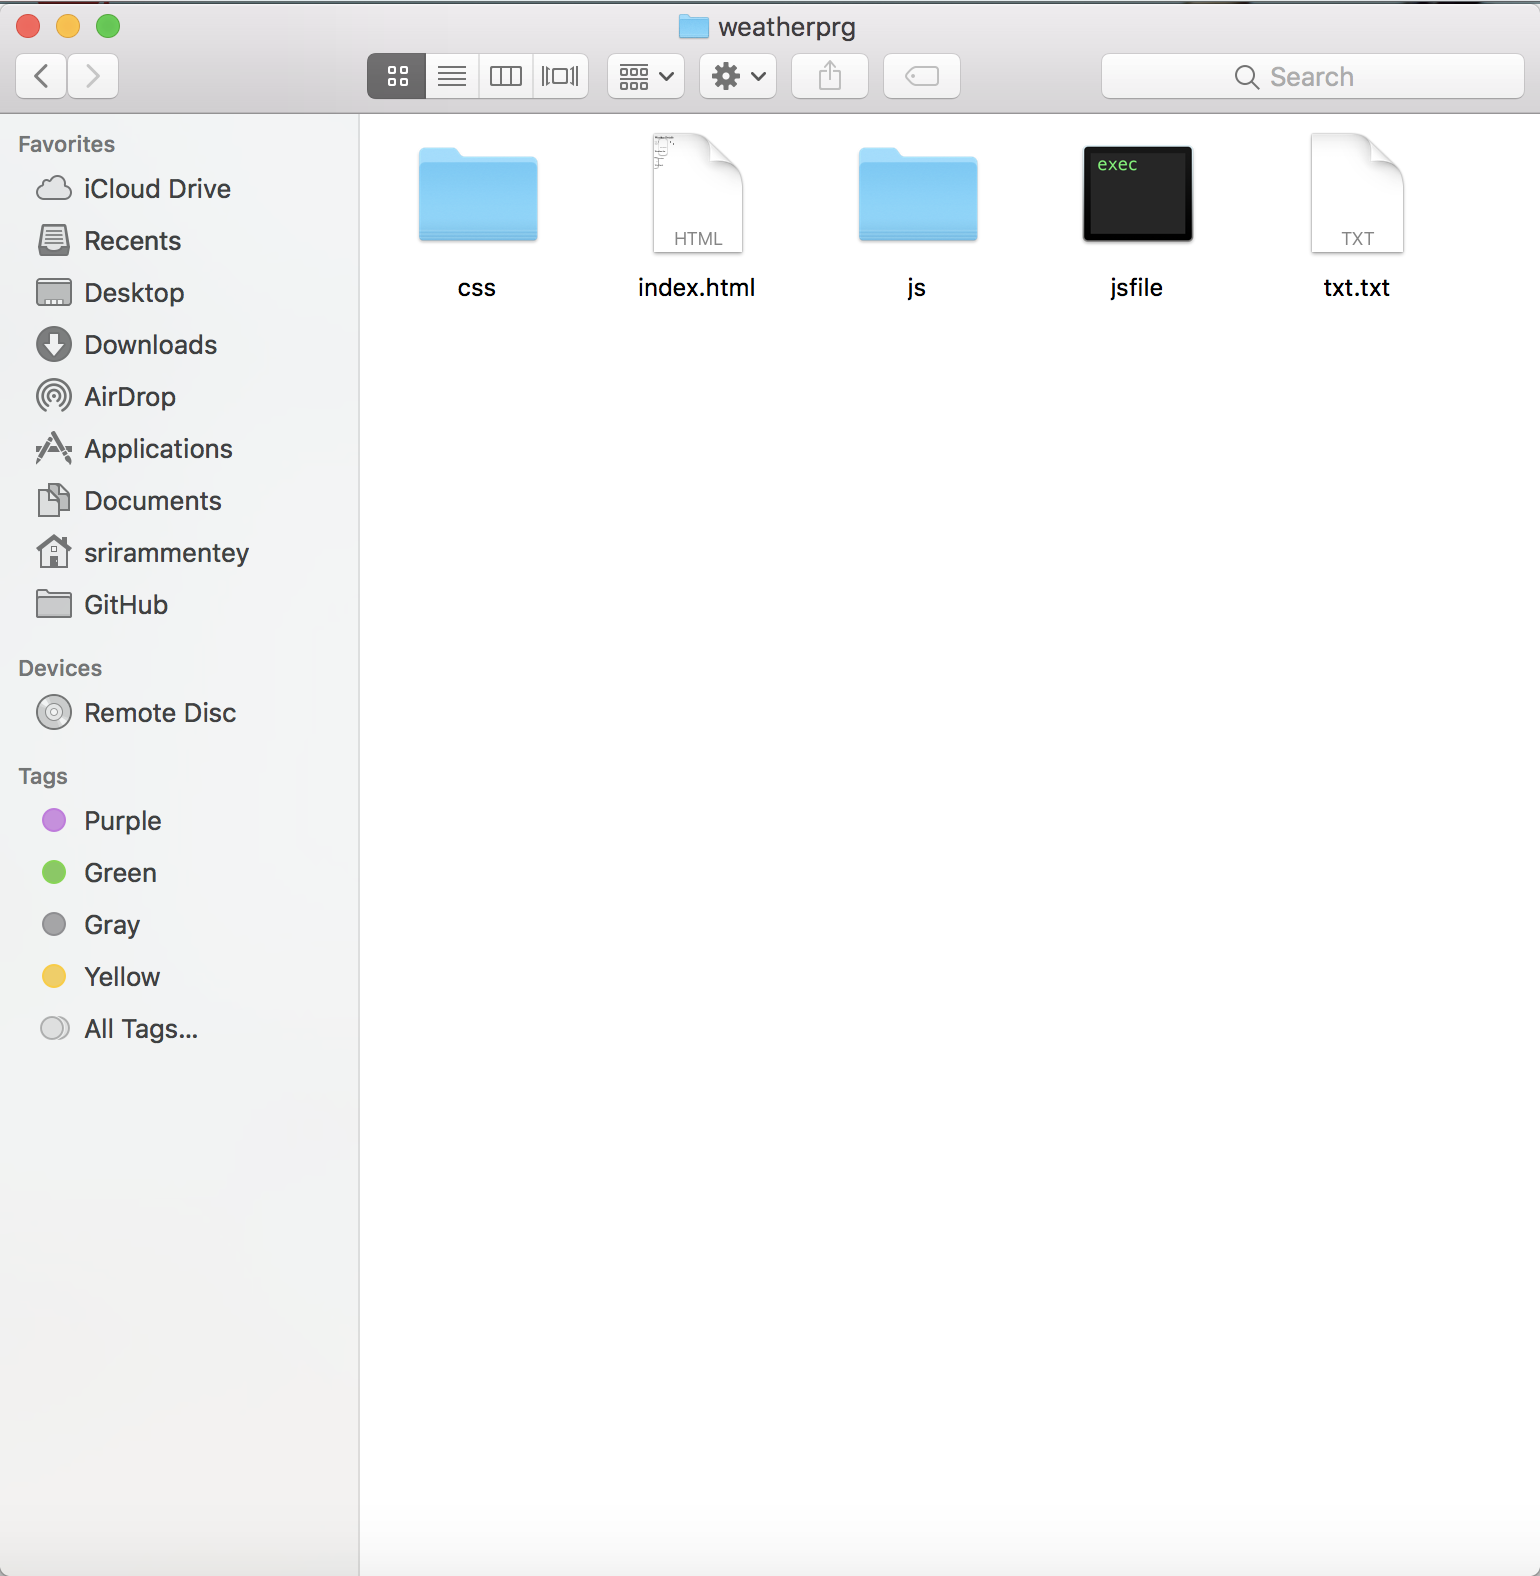 weatherprg
Search
Favorites
iCloud Drive
Recents
Desktop
Downloads
AirDrop
Applications
Documents
srirammentey
GitHub
Devices
Remote Disc
Tags
Purple
Green
Gray
Yellow
All Tags...
HTML
exec
TXT
css
index.html
js
jsfile
txt.txt